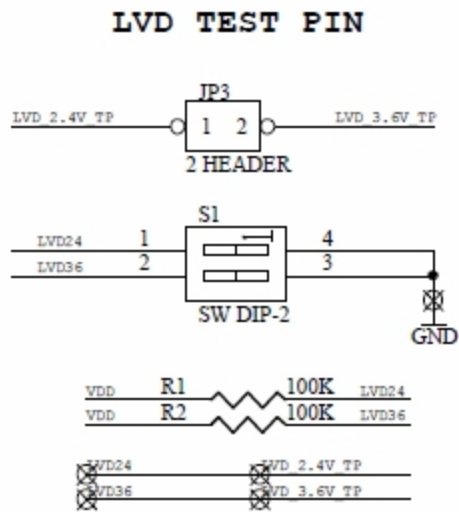 LVD TEST PIN
JP3
LVD_2.4V_TP 1 2 LVD_3.6V_TP
2 HEADER
S1
LVD24 1 4
LVD36 2 3
SW DIP-2
GND
VDD R1 100K LVD24
VDD R2 100K LVD36
LVD24 LVD_2.4V_TP
LVD36 LVD_3.6V_TP